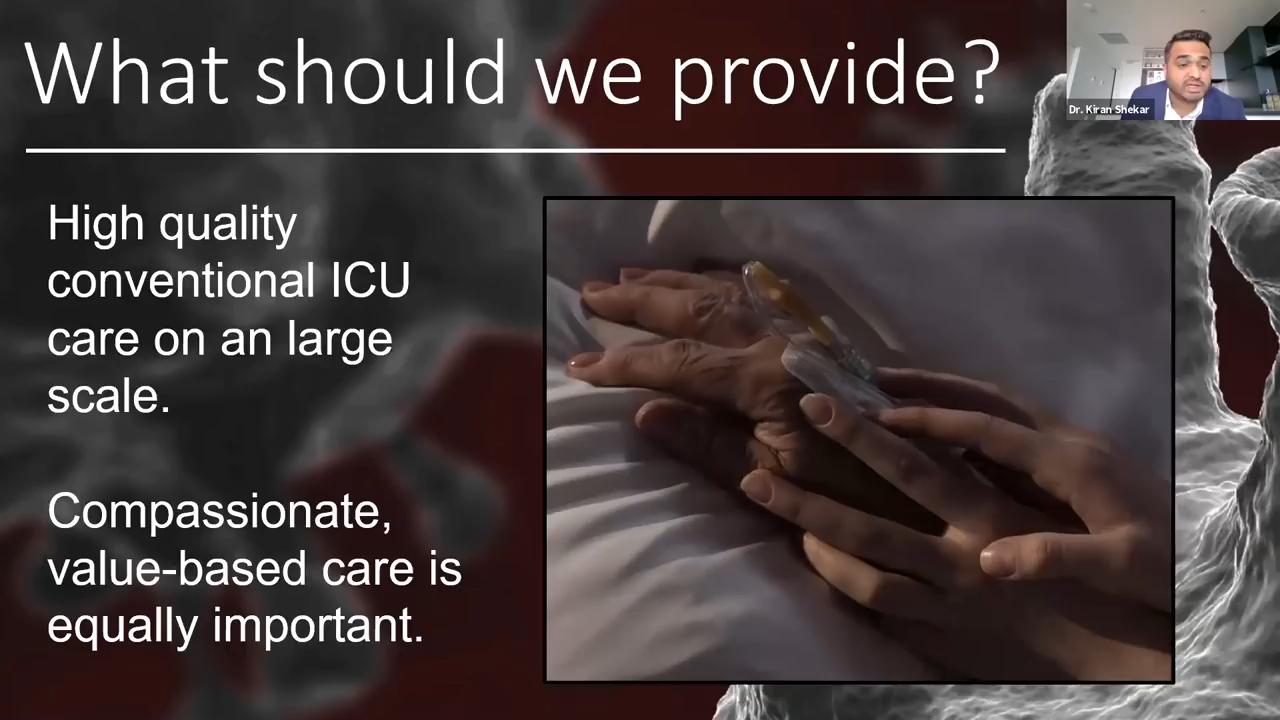 What should we provide?
Dr. Kiran Shekar
High quality
conventional ICU
care on an large
scale.
Compassionate,
value-based care is
equally important.